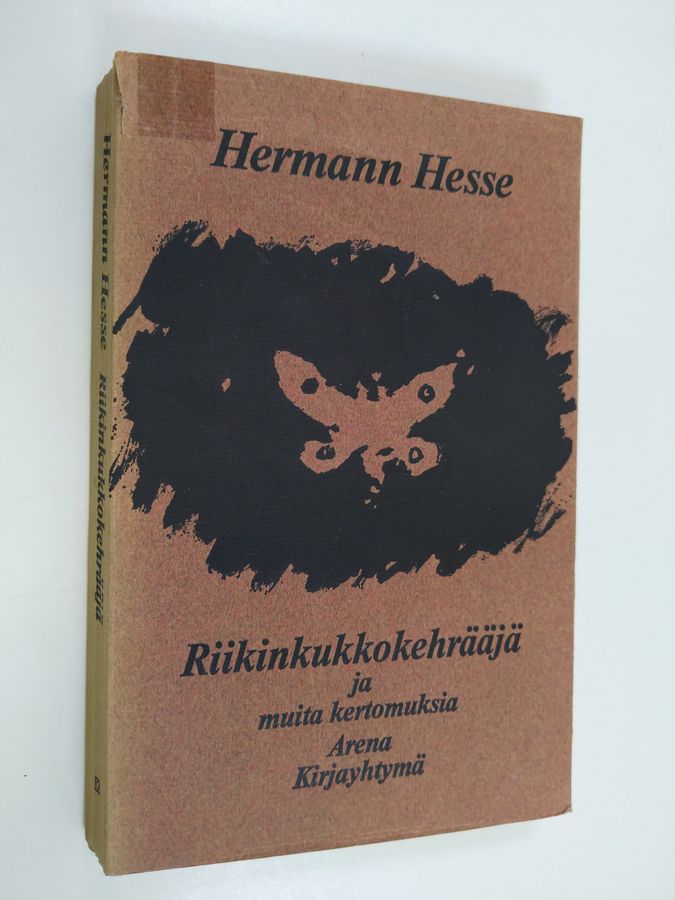 Hermann Hesse
Riikinkukkokehrääjä
ja
muita kertomuksia
Arena
Kirjayhtymä
Hermann Hesse Riikinkukkokehrääjä